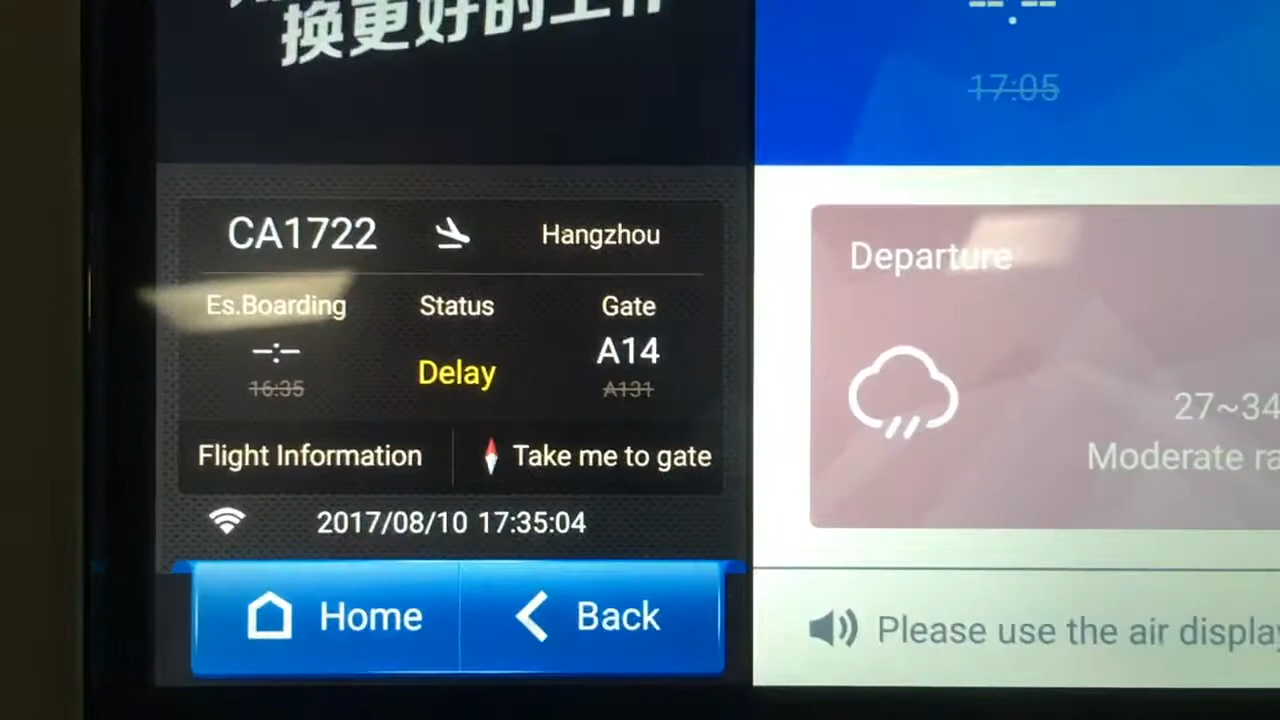 换更好的工作
--:--
17:05
CA1722 Hangzhou
Es.Boarding Status Gate
--:-- Delay A14
16:35 A131
Flight Information Take me to gate
2017/08/10 17:35:04
Home Back
Departure
27~34
Moderate ra
Please use the air display